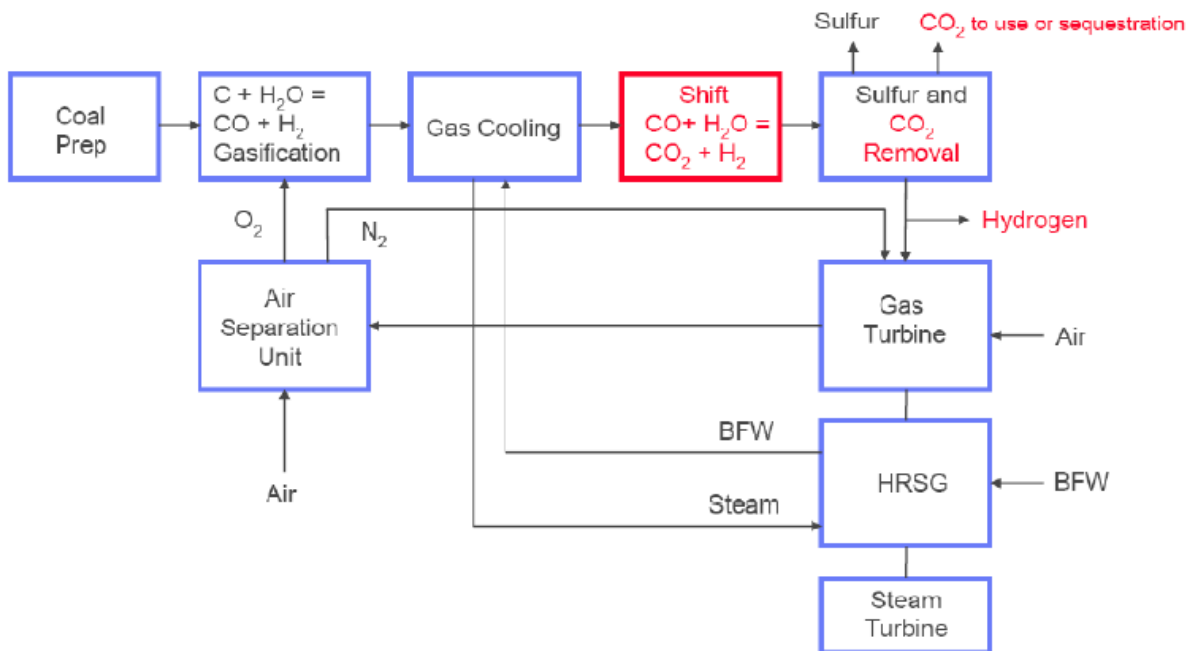 Sulfur
CO₂ to use or sequestration
Coal
Prep
C + H₂O =
CO + H₂
Gasification
Gas Cooling
Shift
CO+ H₂O =
CO₂ + H₂
Sulfur and
CO₂
Removal
O₂
N₂
Hydrogen
Air
Separation
Unit
Gas
Turbine
Air
BFW
HRSG
BFW
Air
Steam
Steam
Turbine